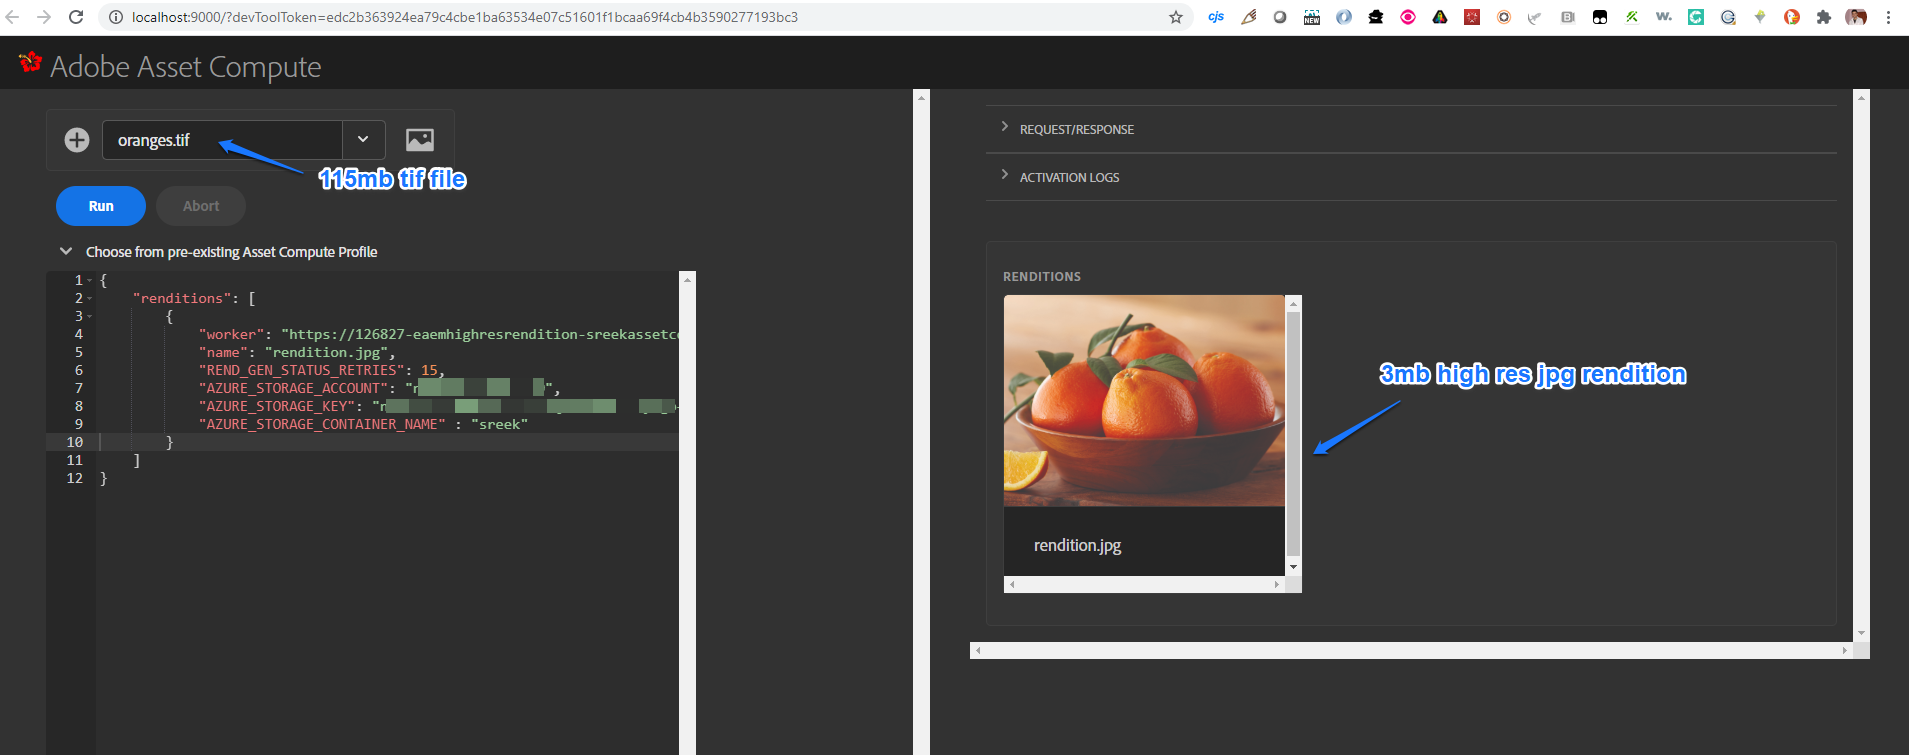 localhost:9000/?devToolToken=edc2b363924ea79c4cbe1ba63534e07c51601f1bcaa69f4cb4b3590277193bc3
cjs
NEW
w.
Adobe Asset Compute
oranges.tif
115mb tif file
Run
Abort
Choose from pre-existing Asset Compute Profile
1 {
2 "renditions": [
3 {
4 "worker": "https://126827-eaemhighresrendition-sreekassetc
5 "name": "rendition.jpg",
6 "REND_GEN_STATUS_RETRIES": 15,
7 "AZURE_STORAGE_ACCOUNT": "
8 "AZURE_STORAGE_KEY": "
9 "AZURE_STORAGE_CONTAINER_NAME" : "sreek"
10 }
11 ]
12 }
REQUEST/RESPONSE
ACTIVATION LOGS
RENDITIONS
rendition.jpg
3mb high res jpg rendition